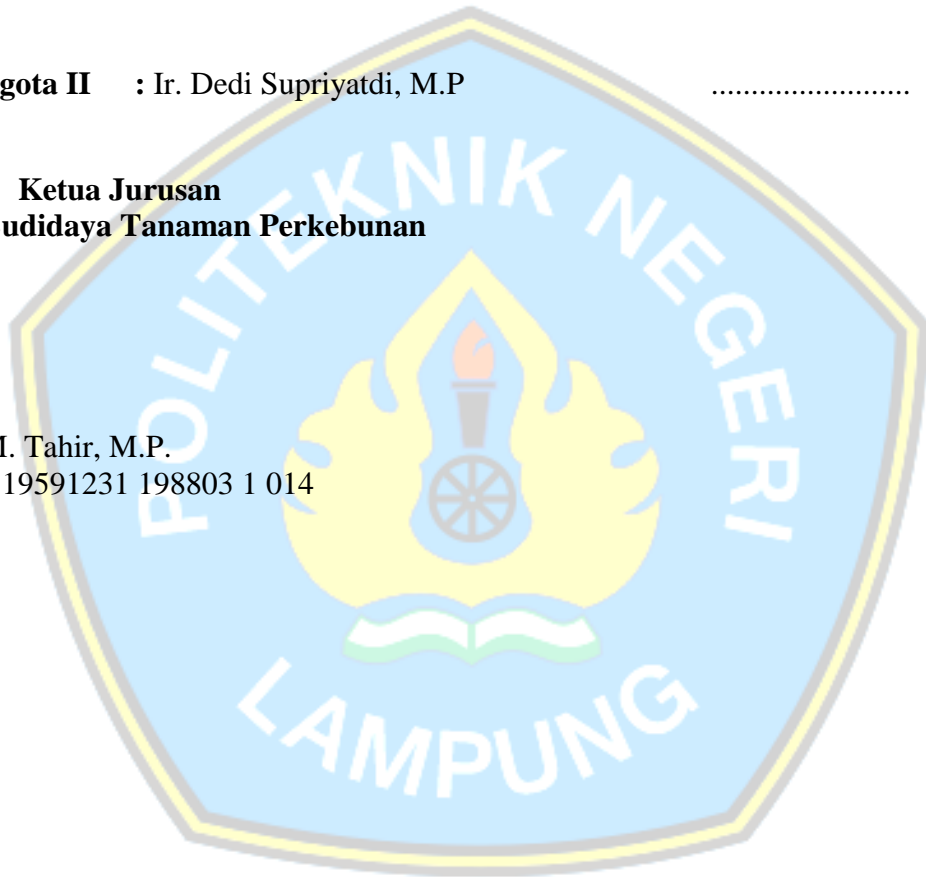 gota II : Ir. Dedi Supriyatdi, M.P ........................
Ketua Jurusan
udidaya Tanaman Perkebunan
M. Tahir, M.P.
19591231 198803 1 014
POLITEKNIK NEGERI
LAMPUNG